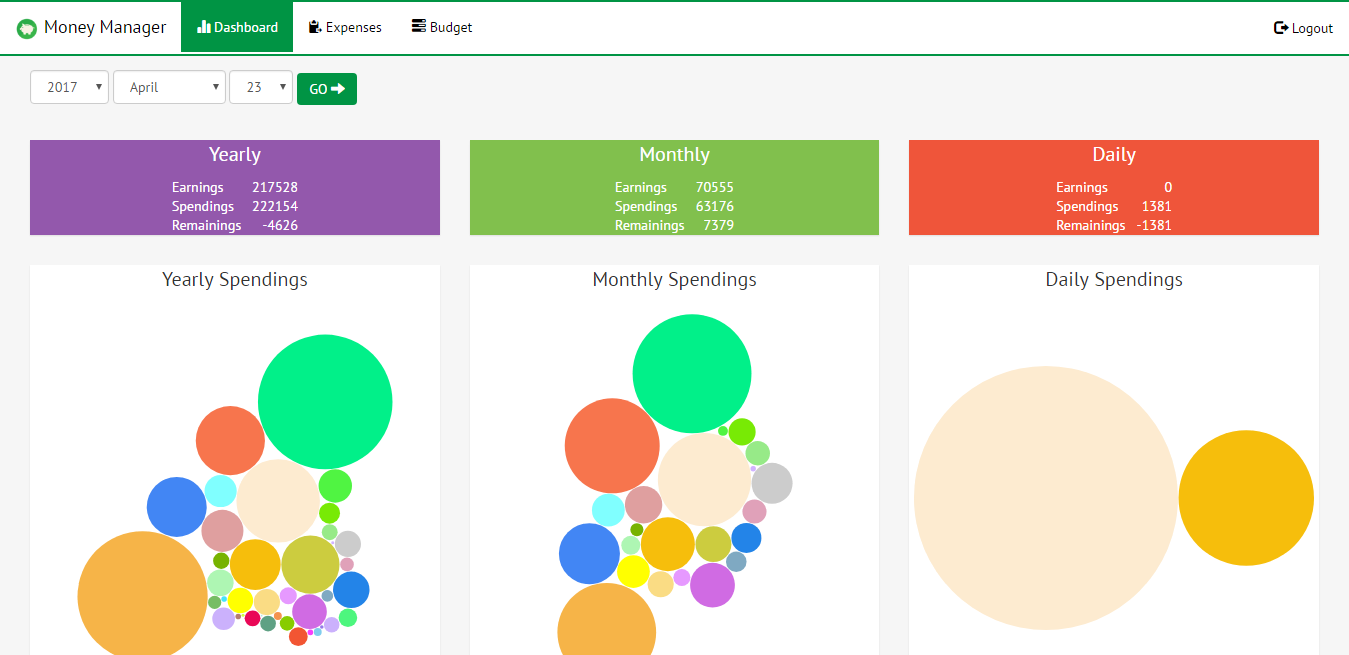 Money Manager Dashboard Expenses Budget Logout
2017 April 23 GO
Yearly
Earnings 217528
Spendings 222154
Remainings -4626
Monthly
Earnings 70555
Spendings 63176
Remainings 7379
Daily
Earnings 0
Spendings 1381
Remainings -1381
Yearly Spendings
Monthly Spendings
Daily Spendings